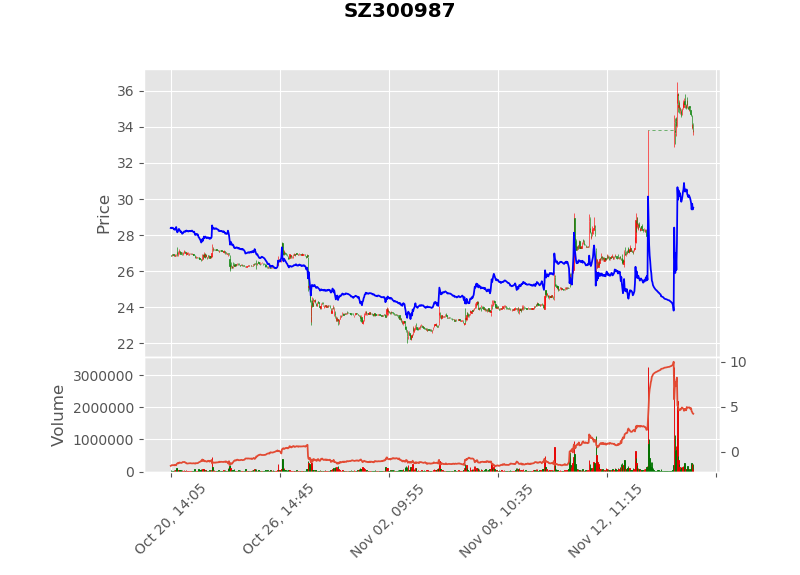 SZ300987
36
34
32
30
28
26
24
22
Price
3000000
2000000
1000000
0
Volume
10
5
0
Oct 20, 14:05
Oct 26, 14:45
Nov 02, 09:55
Nov 08, 10:35
Nov 12, 11:15